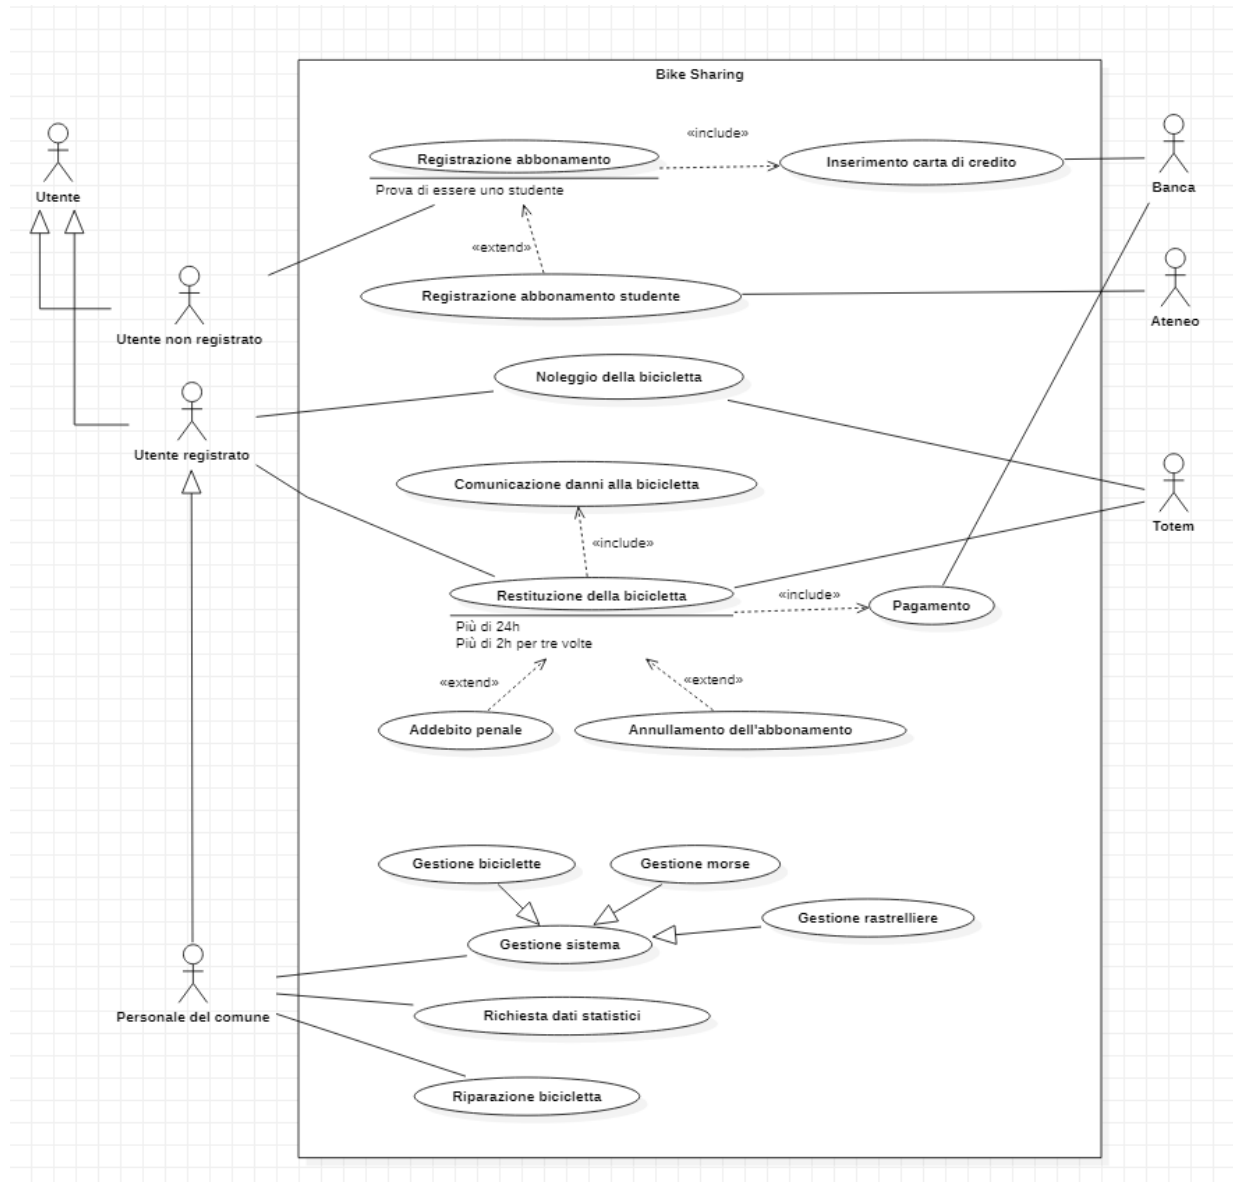 Bike Sharing
«include»
Registrazione abbonamento
Inserimento carta di credito
Prova di essere uno studente
Utente
Banca
«extend»
Registrazione abbonamento studente
Ateneo
Utente non registrato
Noleggio della bicicletta
Utente registrato
Comunicazione danni alla bicicletta
Totem
«include»
Restituzione della bicicletta
«include»
Pagamento
Più di 24h
Più di 2h per tre volte
«extend»
«extend»
Addebito penale
Annullamento dell'abbonamento
Gestione biciclette
Gestione morse
Gestione rastrelliere
Gestione sistema
Personale del comune
Richiesta dati statistici
Riparazione bicicletta